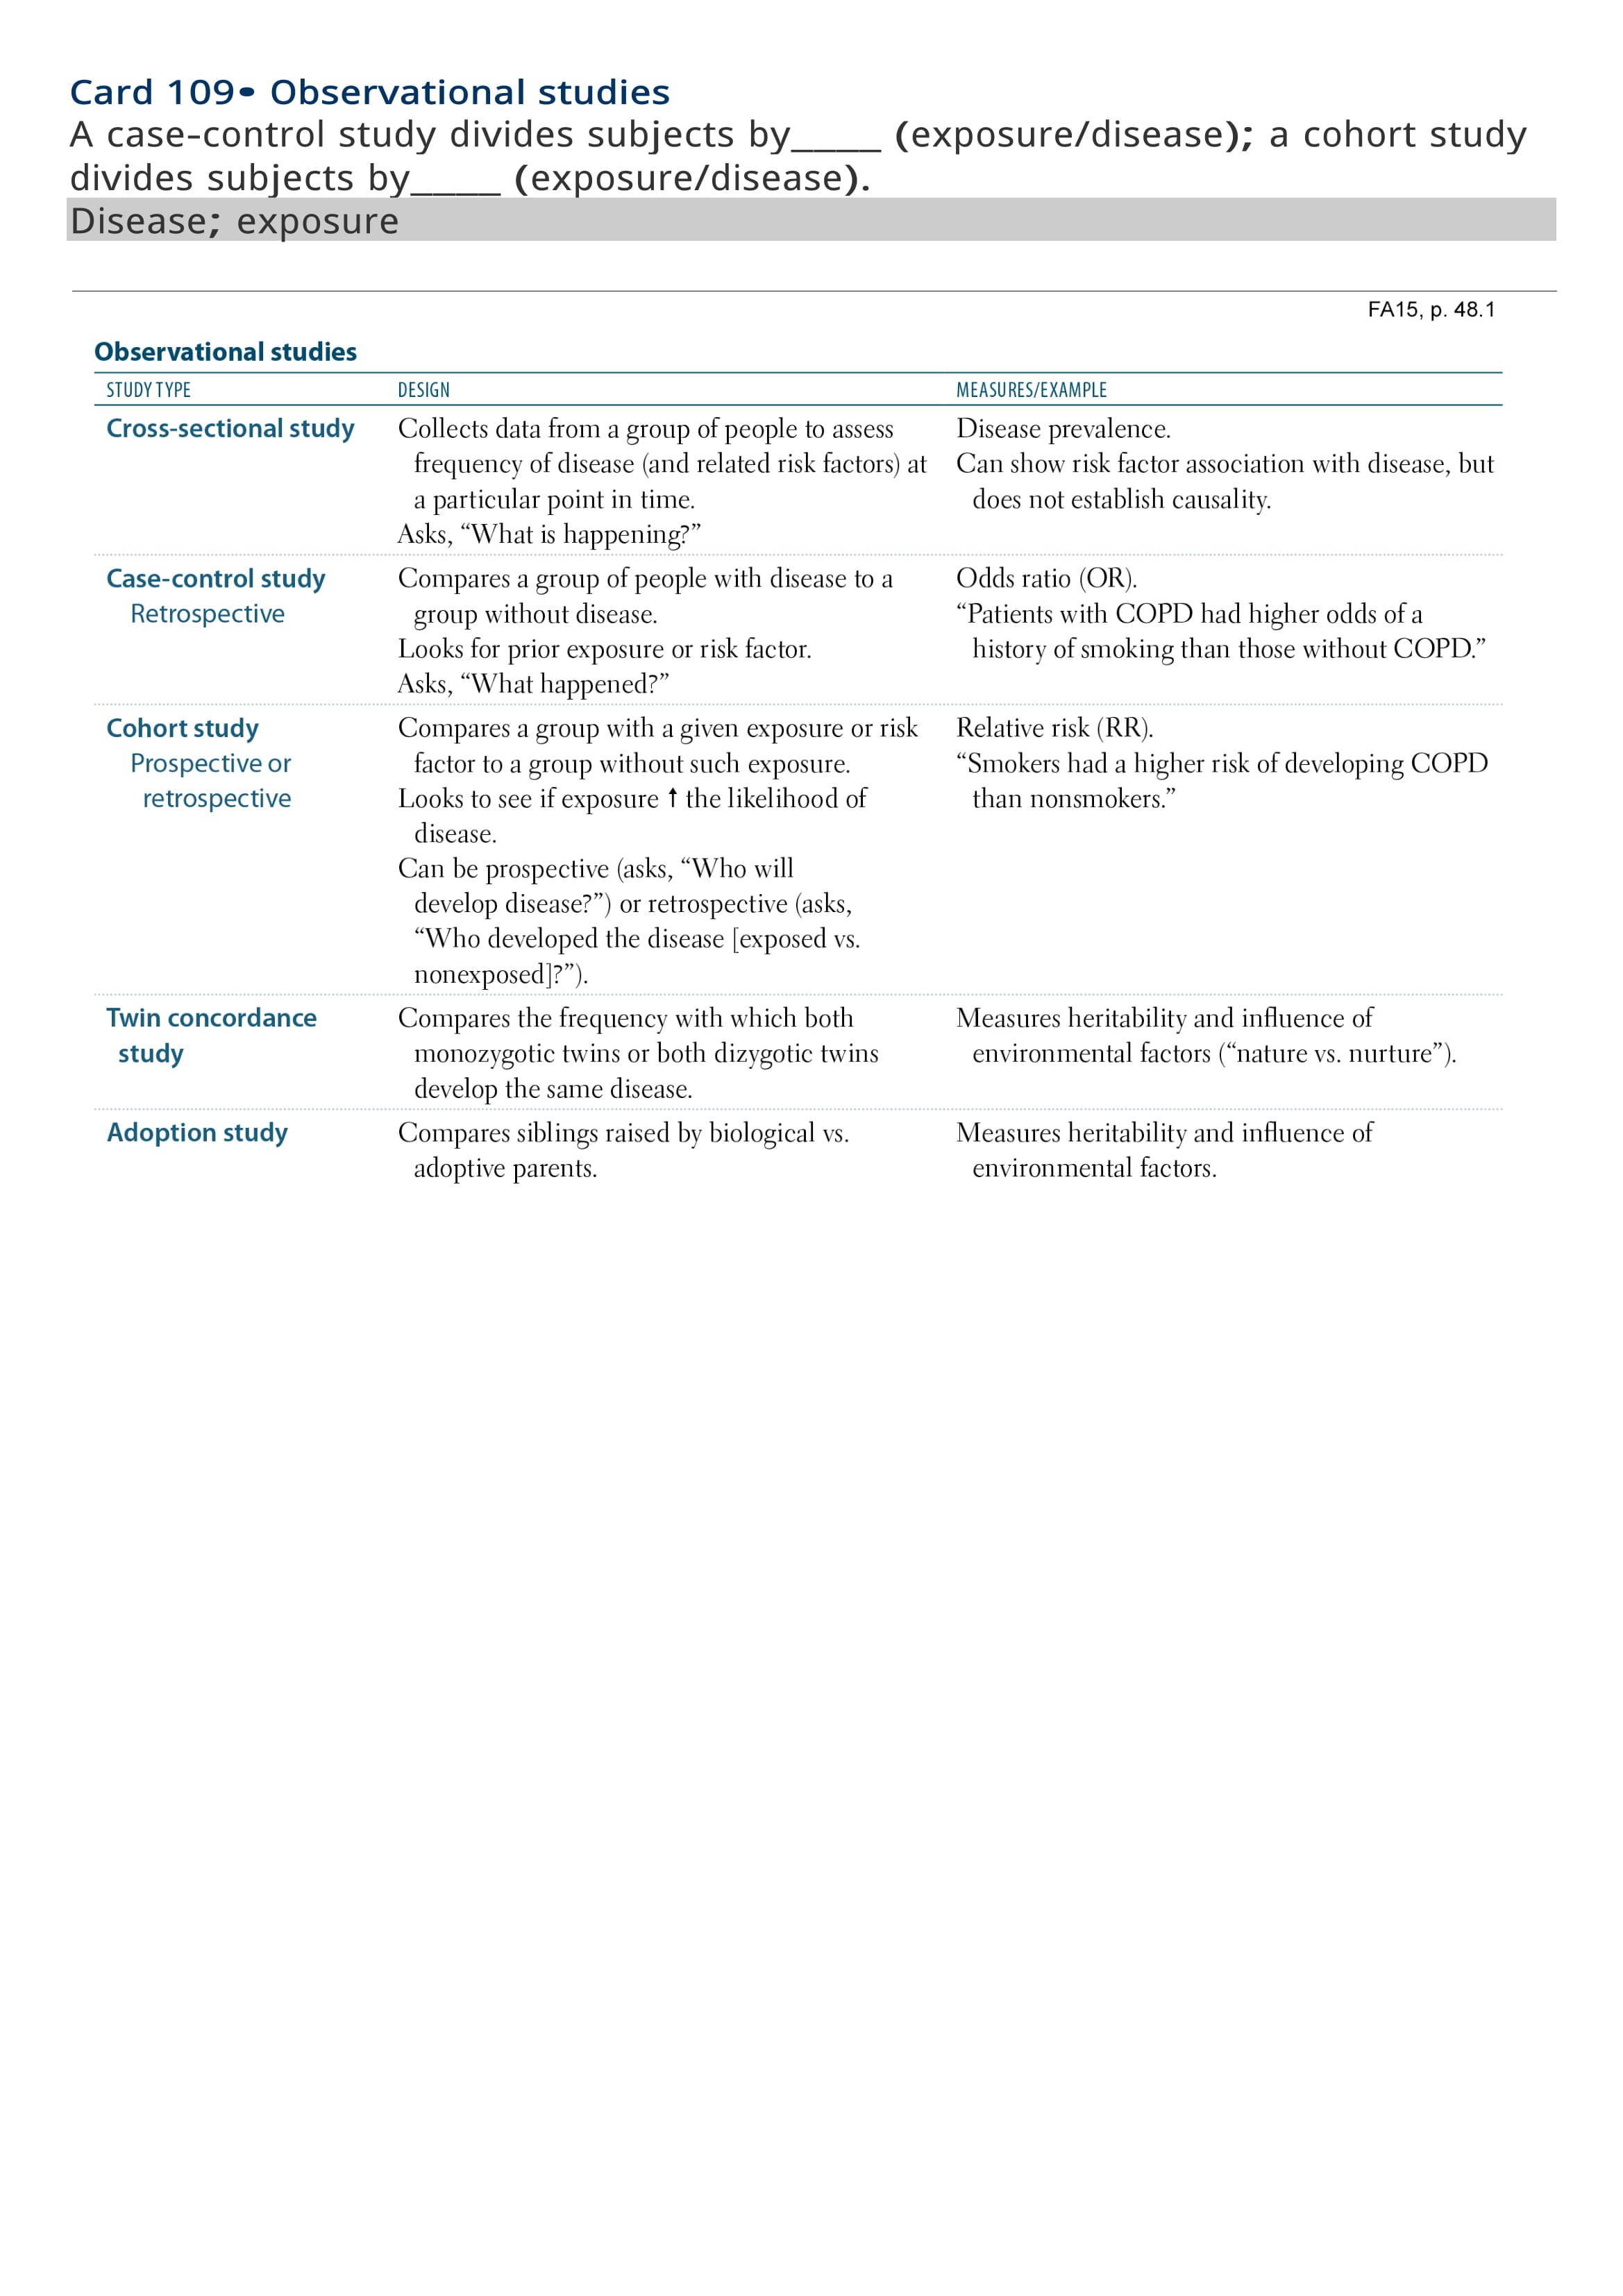 Card 109• Observational studies
A case-control study divides subjects by____ (exposure/disease); a cohort study
divides subjects by____ (exposure/disease).
Disease; exposure
FA15, p. 48.1
Observational studies
STUDY TYPE DESIGN MEASURES/EXAMPLE
Cross-sectional study Collects data from a group of people to assess Disease prevalence.
frequency of disease (and related risk factors) at Can show risk factor association with disease, but
a particular point in time. does not establish causality.
Asks, “What is happening?”
Case-control study Compares a group of people with disease to a Odds ratio (OR).
Retrospective group without disease. “Patients with COPD had higher odds of a
Looks for prior exposure or risk factor. history of smoking than those without COPD.”
Asks, “What happened?”
Cohort study Compares a group with a given exposure or risk Relative risk (RR).
Prospective or factor to a group without such exposure. “Smokers had a higher risk of developing COPD
retrospective Looks to see if exposure ↑ the likelihood of than nonsmokers.”
disease.
Can be prospective (asks, “Who will
develop disease?”) or retrospective (asks,
“Who developed the disease [exposed vs.
nonexposed]?”).
Twin concordance Compares the frequency with which both Measures heritability and influence of
study monozygotic twins or both dizygotic twins environmental factors (“nature vs. nurture”).
develop the same disease.
Adoption study Compares siblings raised by biological vs. Measures heritability and influence of
adoptive parents. environmental factors.